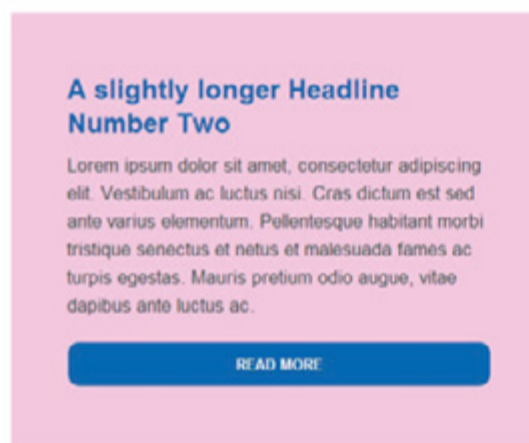 A slightly longer Headline
Number Two
Lorem ipsum dolor sit amet, consectetur adipiscing
elit. Vestibulum ac luctus nisi. Cras dictum est sed
ante varius elementum. Pellentesque habitant morbi
tristique senectus et netus et malesuada fames ac
turpis egestas. Mauris pretium odio augue, vitae
dapibus ante luctus ac.
READ MORE